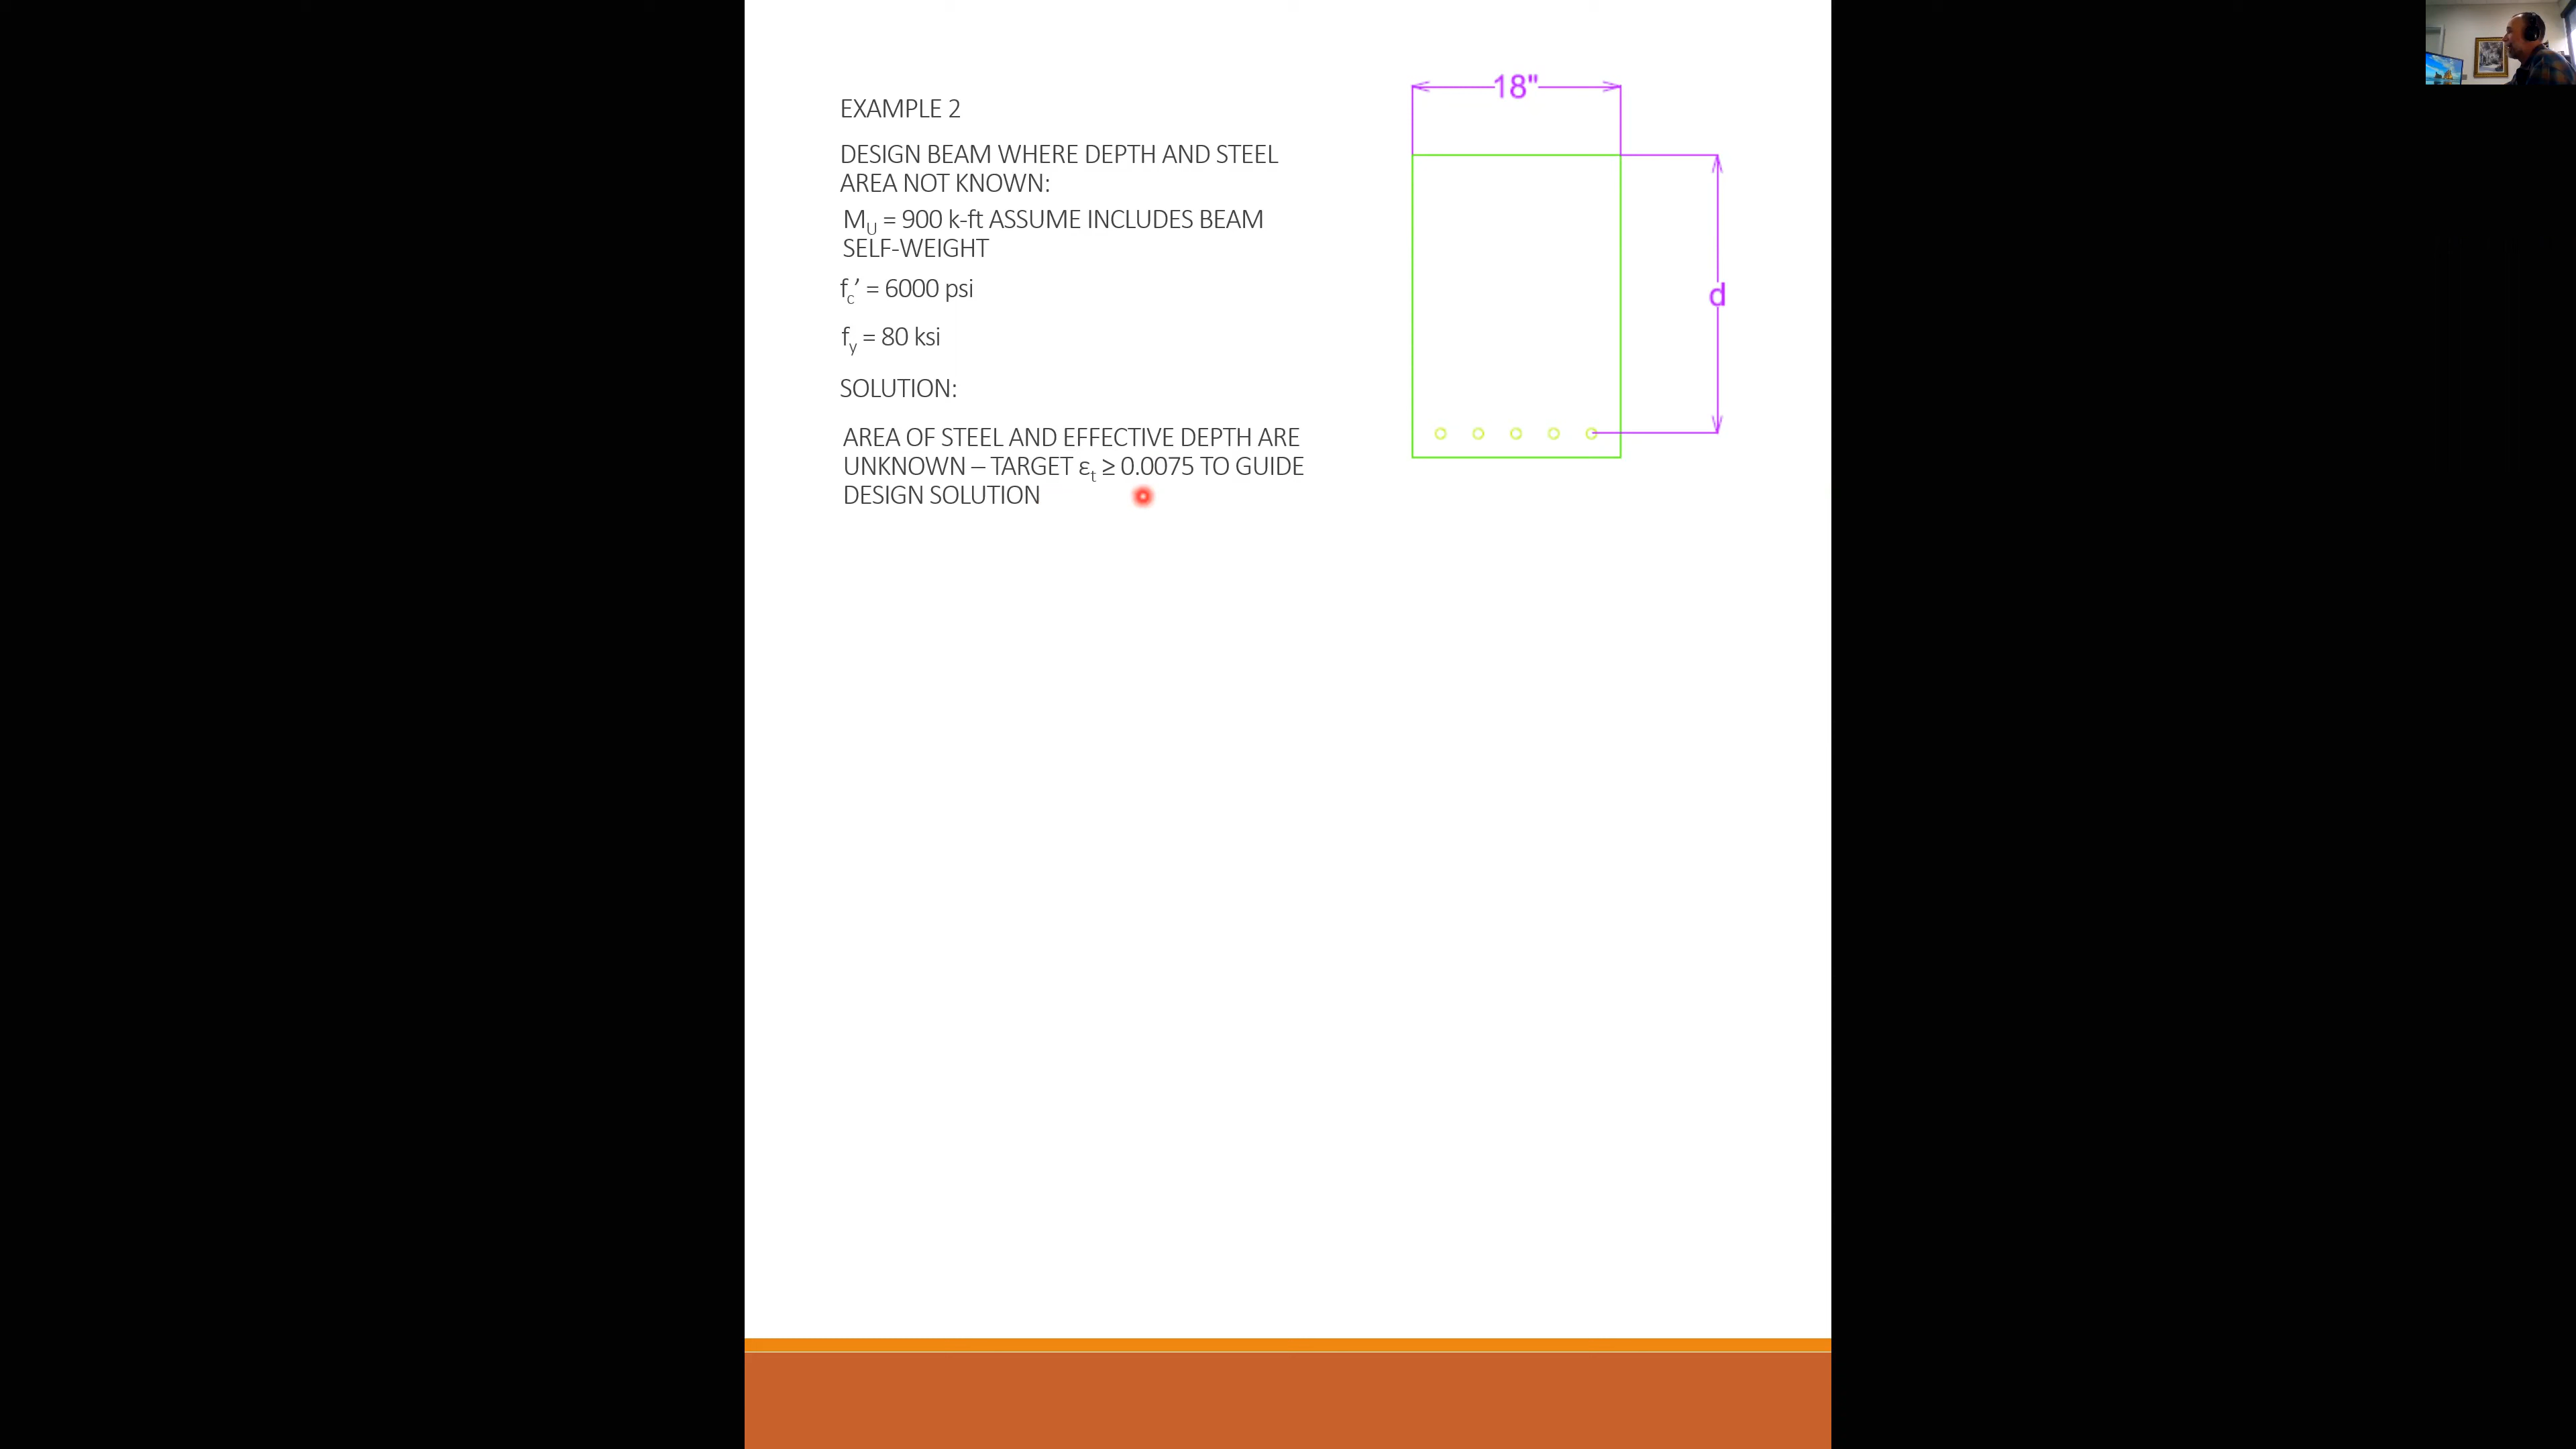 EXAMPLE 2
DESIGN BEAM WHERE DEPTH AND STEEL
AREA NOT KNOWN:
MU = 900 k-ft ASSUME INCLUDES BEAM
SELF-WEIGHT
fc’ = 6000 psi
fy = 80 ksi
SOLUTION:
AREA OF STEEL AND EFFECTIVE DEPTH ARE
UNKNOWN – TARGET εt ≥ 0.0075 TO GUIDE
DESIGN SOLUTION
18"
d